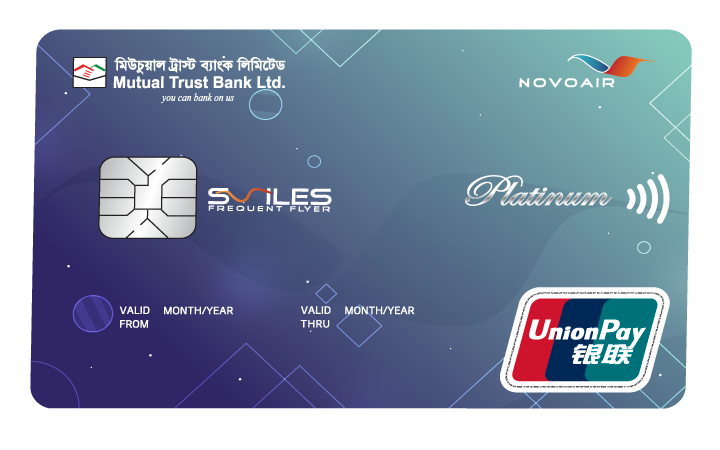 মিউচুয়াল ট্রাস্ট ব্যাংক লিমিটেড
Mutual Trust Bank Ltd.
you can bank on us
NOVOAIR
SMILES
FREQUENT FLYER
Platinum
VALID FROM MONTH/YEAR
VALID THRU MONTH/YEAR
UnionPay
银联